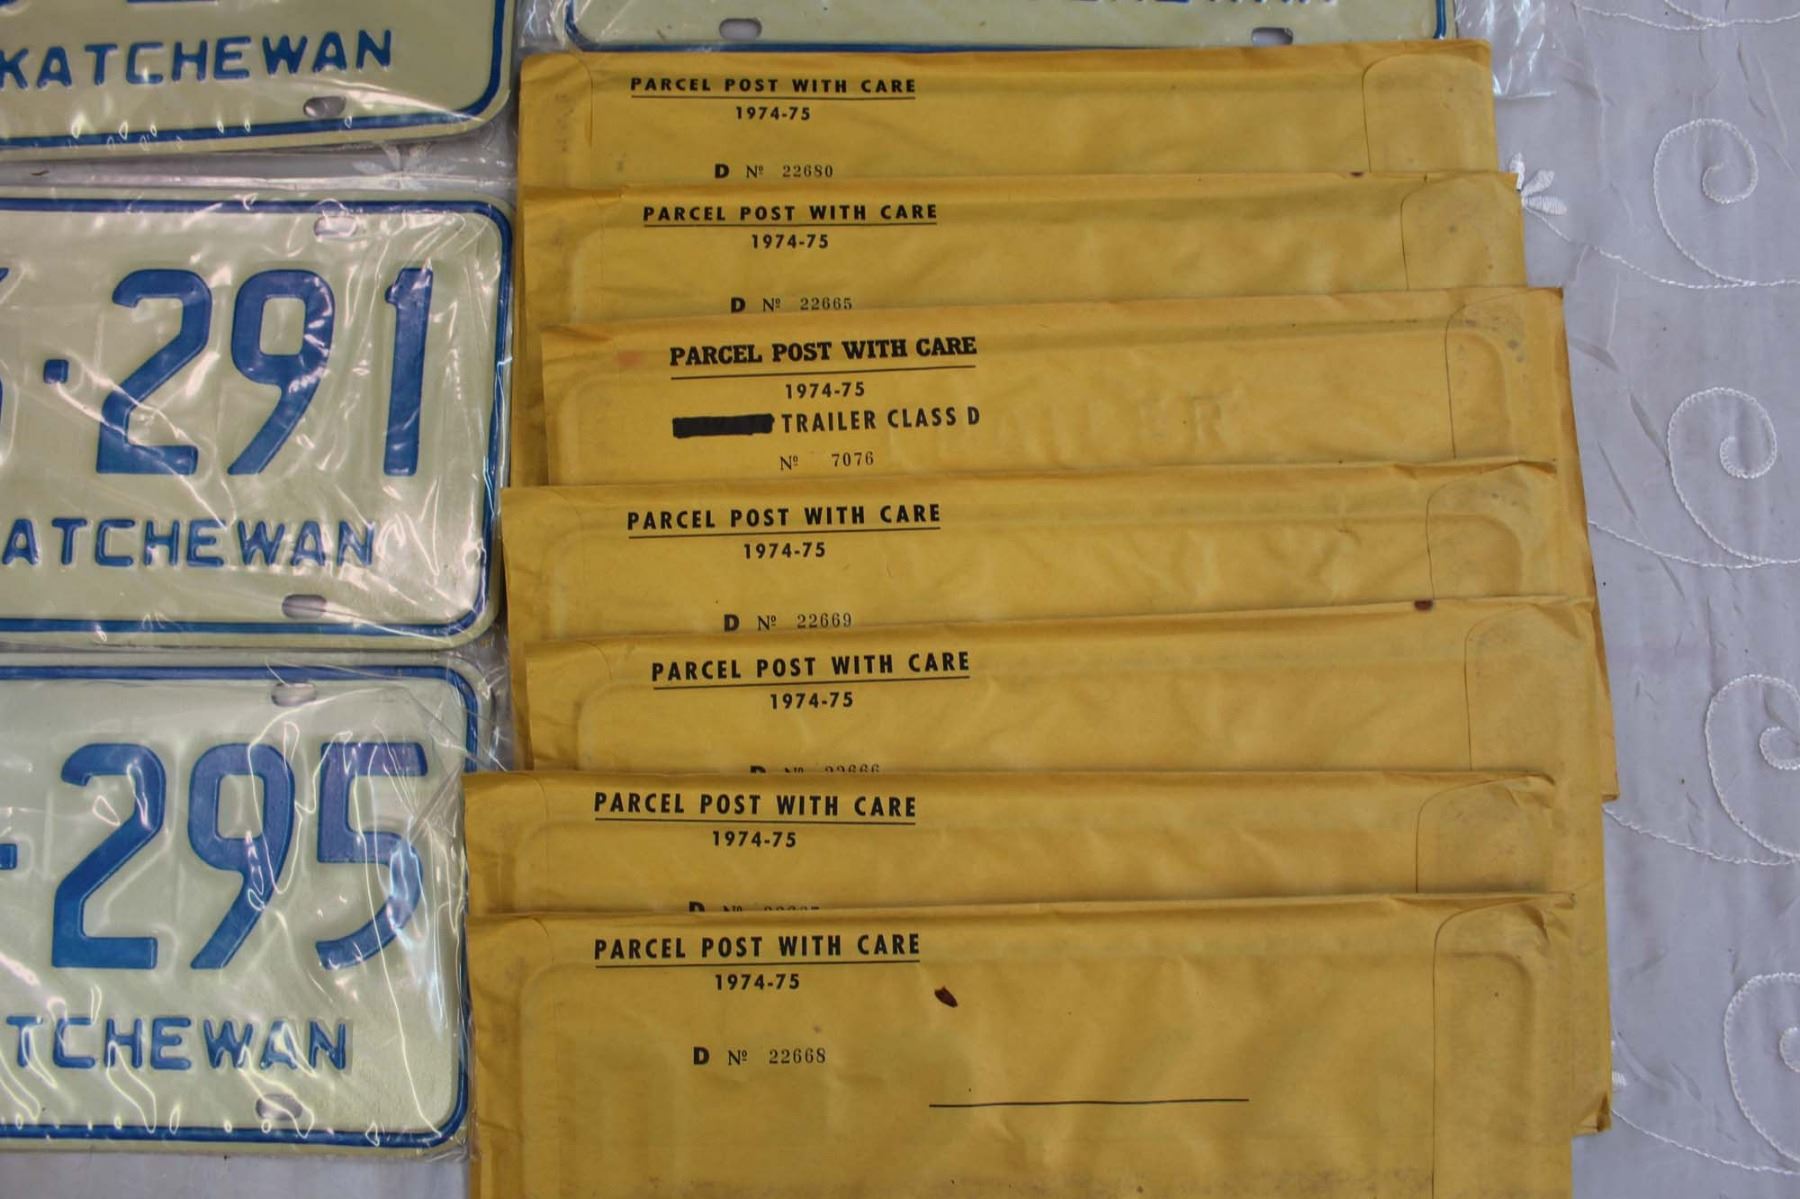 KATCHEWAN
291
ATCHEWAN
295
TCHEWAN
PARCEL POST WITH CARE
1974-75
D Nº 22680
PARCEL POST WITH CARE
1974-75
D Nº 22665
PARCEL POST WITH CARE
1974-75
TRAILER CLASS D
Nº 7076
PARCEL POST WITH CARE
1974-75
D Nº 22669
PARCEL POST WITH CARE
1974-75
D Nº 22666
PARCEL POST WITH CARE
1974-75
D Nº
PARCEL POST WITH CARE
1974-75
D Nº 22668